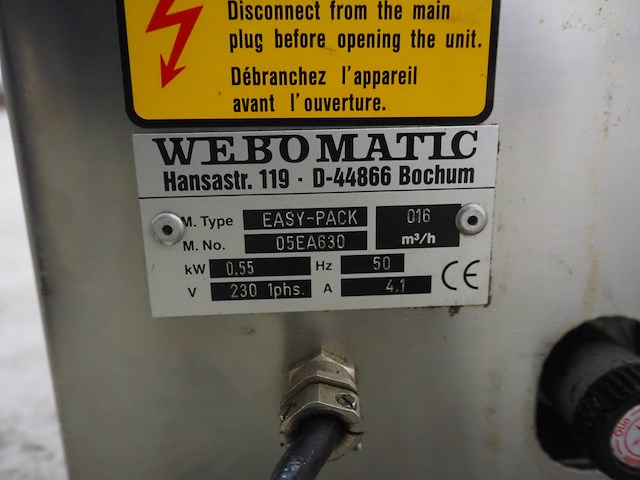 Disconnect from the main
plug before opening the unit.
Débranchez l'appareil
avant l'ouverture.
WEBOMATIC
Hansastr. 119 · D-44866 Bochum
M. Type EASY-PACK 016
M. No. 05EA630 m³/h
kW 0.55 Hz 50
V 230 1phs. A 4.1 CE
Olio